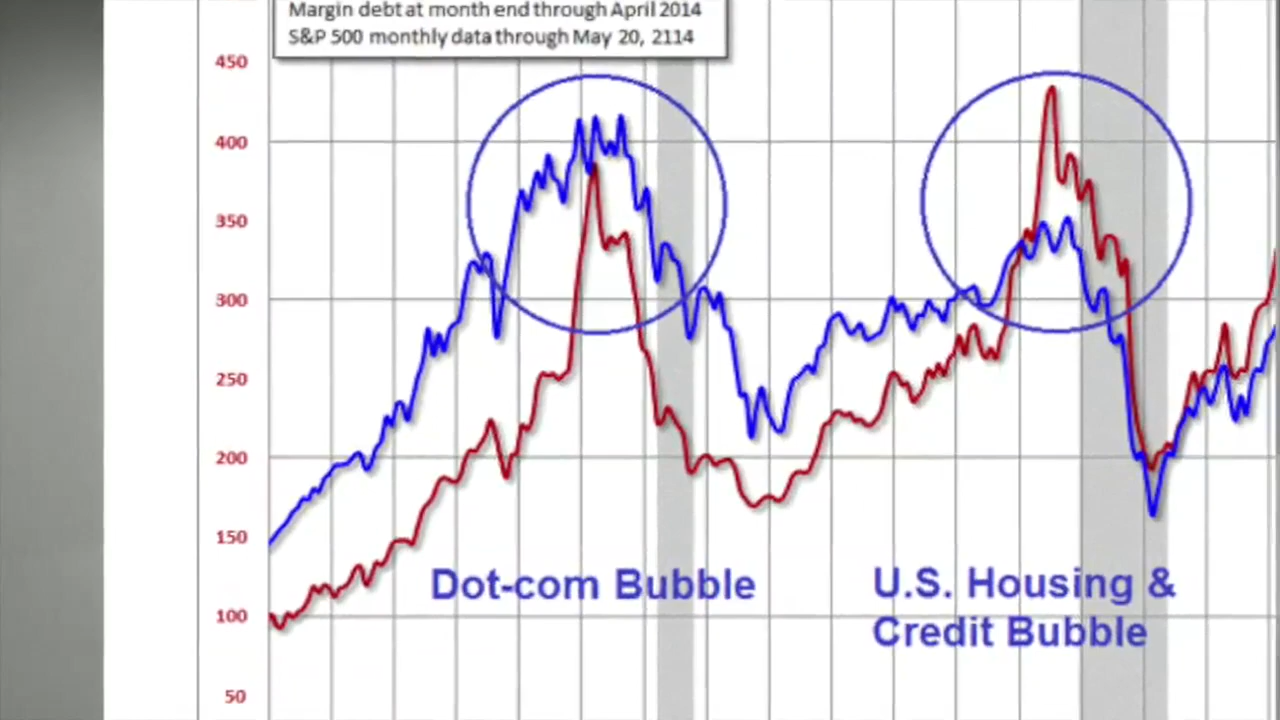 Margin debt at month end through April 2014
S&P 500 monthly data through May 20, 2114
450
400
350
300
250
200
150
100
50
Dot-com Bubble
U.S. Housing &
Credit Bubble